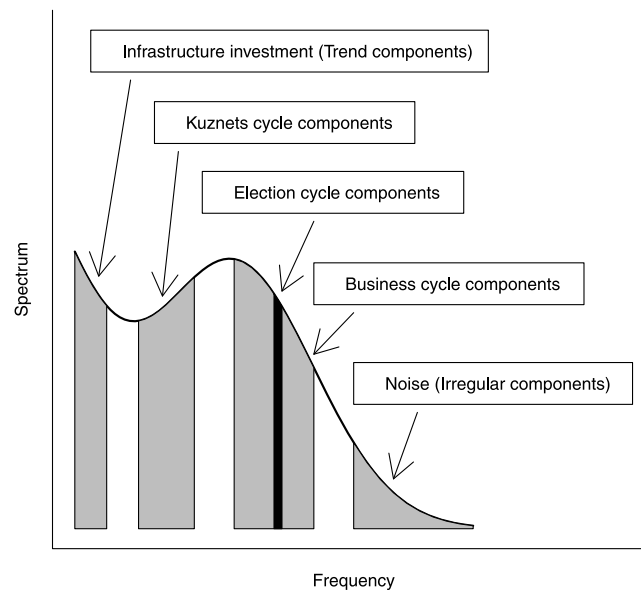 Infrastructure investment (Trend components)
Kuznets cycle components
Election cycle components
Business cycle components
Noise (Irregular components)
Spectrum
Frequency